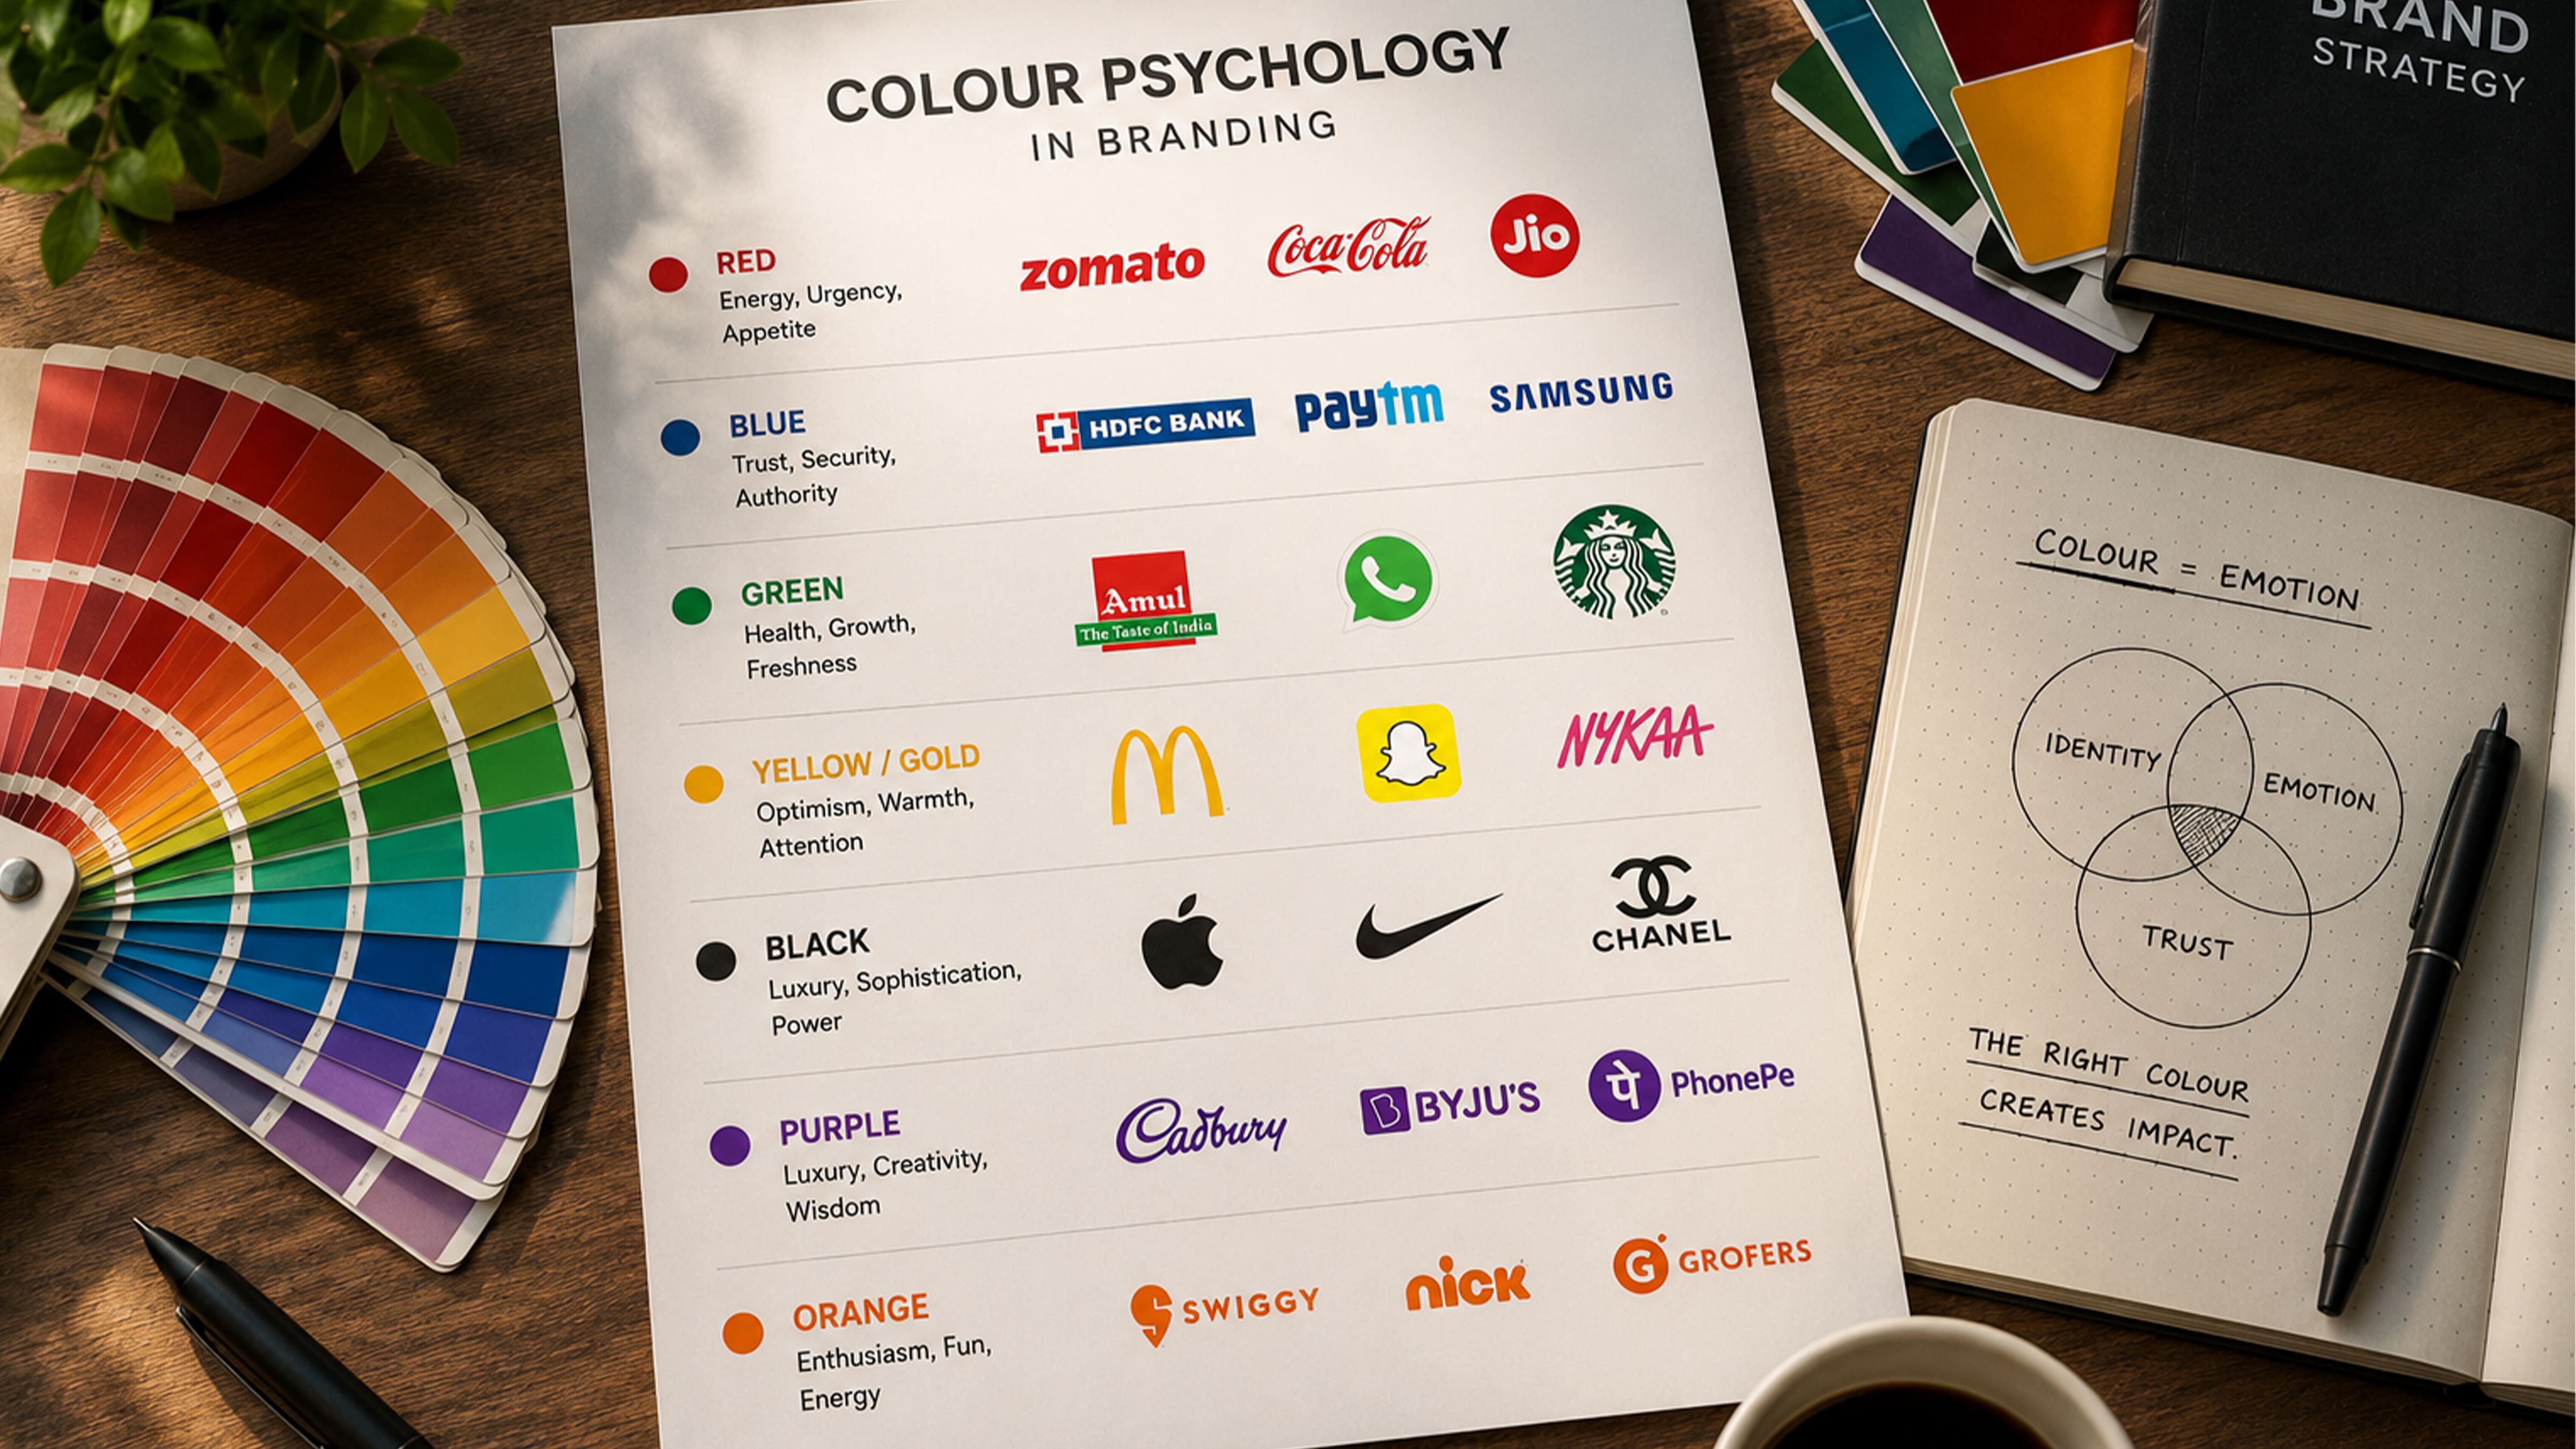 COLOUR PSYCHOLOGY
IN BRANDING
RED
Energy, Urgency,
Appetite
zomato
Coca-Cola
Jio
BLUE
Trust, Security,
Authority
HDFC BANK
paytm
SAMSUNG
GREEN
Health, Growth,
Freshness
Amul
The Taste of India
YELLOW / GOLD
Optimism, Warmth,
Attention
NYKAA
BLACK
Luxury, Sophistication,
Power
CHANEL
PURPLE
Luxury, Creativity,
Wisdom
Cadbury
B BYJU'S
पे PhonePe
ORANGE
Enthusiasm, Fun,
Energy
SWIGGY
nick
G GROFERS
BRAND
STRATEGY
COLOUR = EMOTION
IDENTITY
EMOTION
TRUST
THE RIGHT COLOUR
CREATES IMPACT.